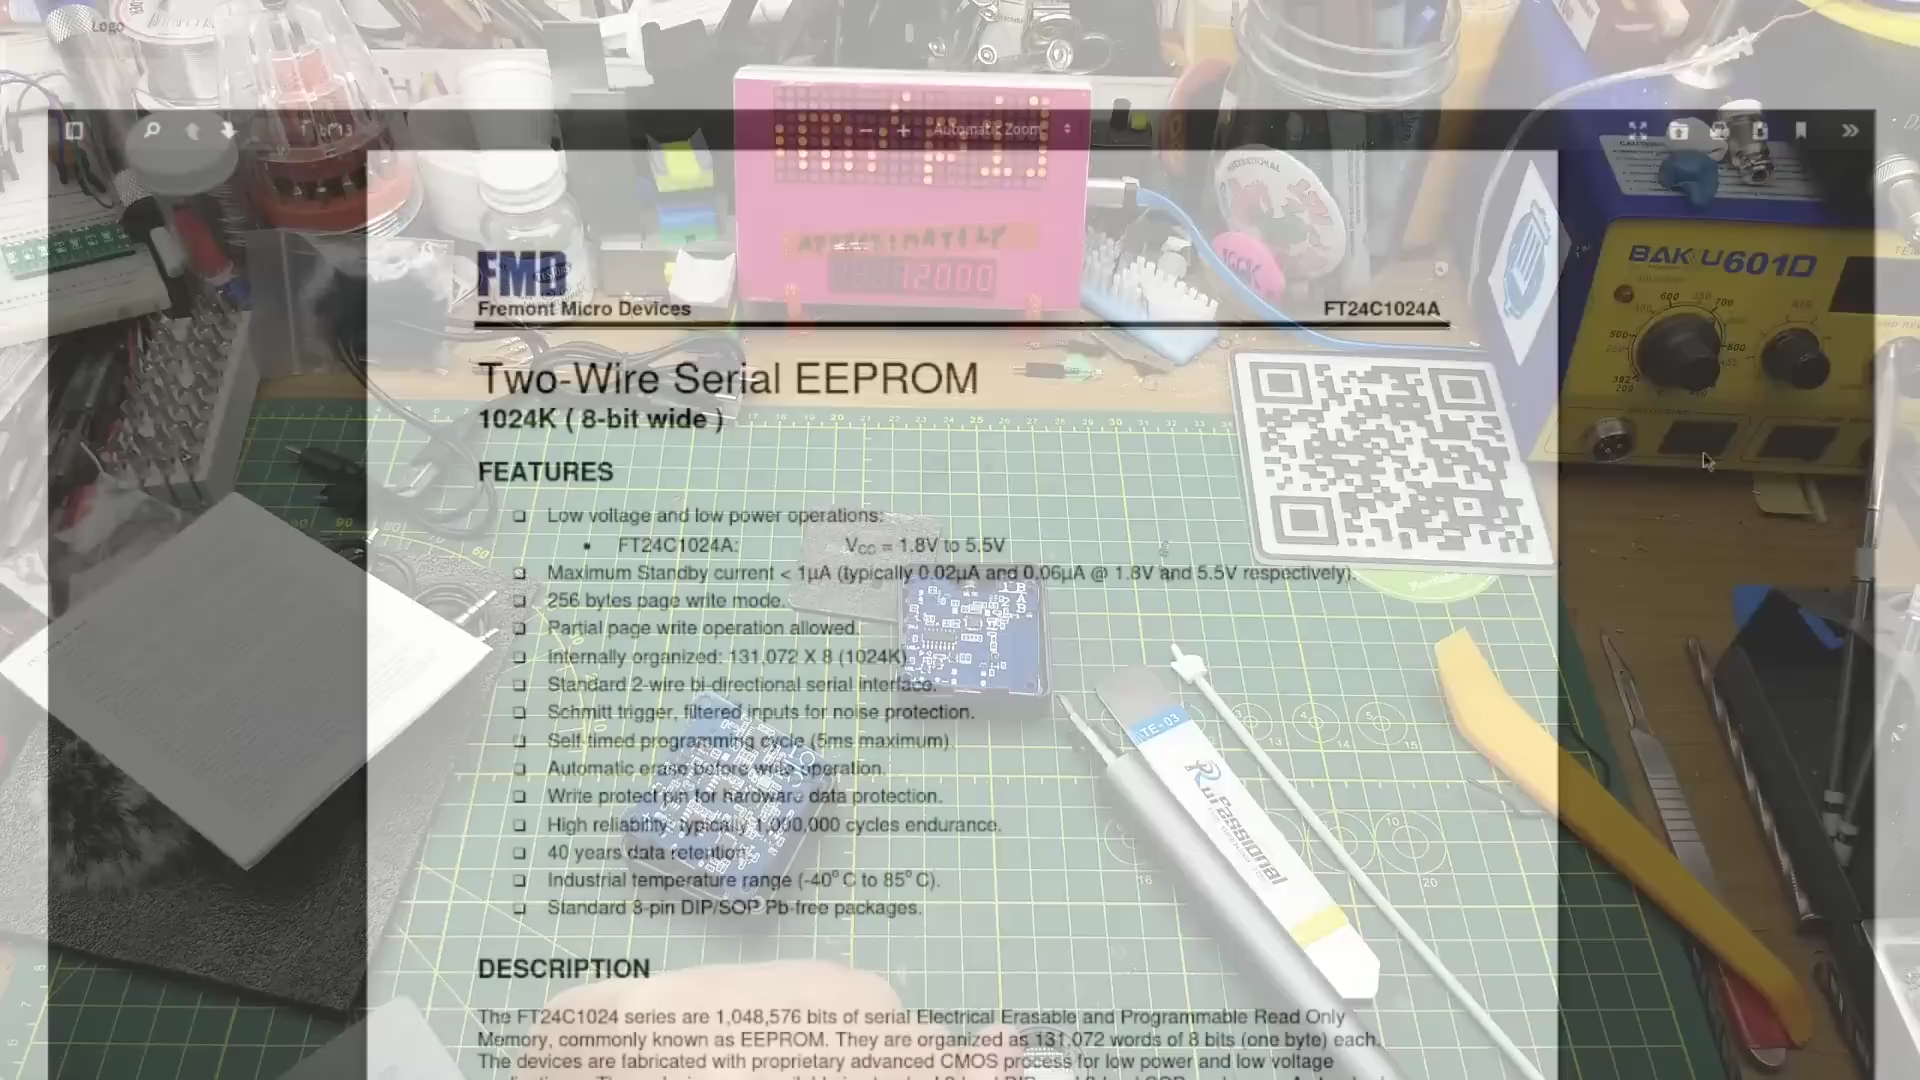 Logo
1 of 13
Automatic Zoom
FMD
Fremont Micro Devices
FT24C1024A
BAKU 601D
Two-Wire Serial EEPROM
1024K ( 8-bit wide )
FEATURES
Low voltage and low power operations:
• FT24C1024A: VCC = 1.8V to 5.5V
Maximum Standby current < 1µA (typically 0.02µA and 0.06µA @ 1.8V and 5.5V respectively).
256 bytes page write mode.
Partial page write operation allowed.
Internally organized: 131,072 X 8 (1024K).
Standard 2-wire bi-directional serial interface.
Schmitt trigger, filtered inputs for noise protection.
Self-timed programming cycle (5ms maximum).
Automatic erase before write operation.
Write protect pin for hardware data protection.
High reliability: typically 1,000,000 cycles endurance.
40 years data retention.
Industrial temperature range (-40° C to 85° C).
Standard 8-pin DIP/SOP Pb-free packages.
TE-03
Rufessional
DESCRIPTION
The FT24C1024 series are 1,048,576 bits of serial Electrical Erasable and Programmable Read Only
Memory, commonly known as EEPROM. They are organized as 131,072 words of 8 bits (one byte) each.
The devices are fabricated with proprietary advanced CMOS process for low power and low voltage